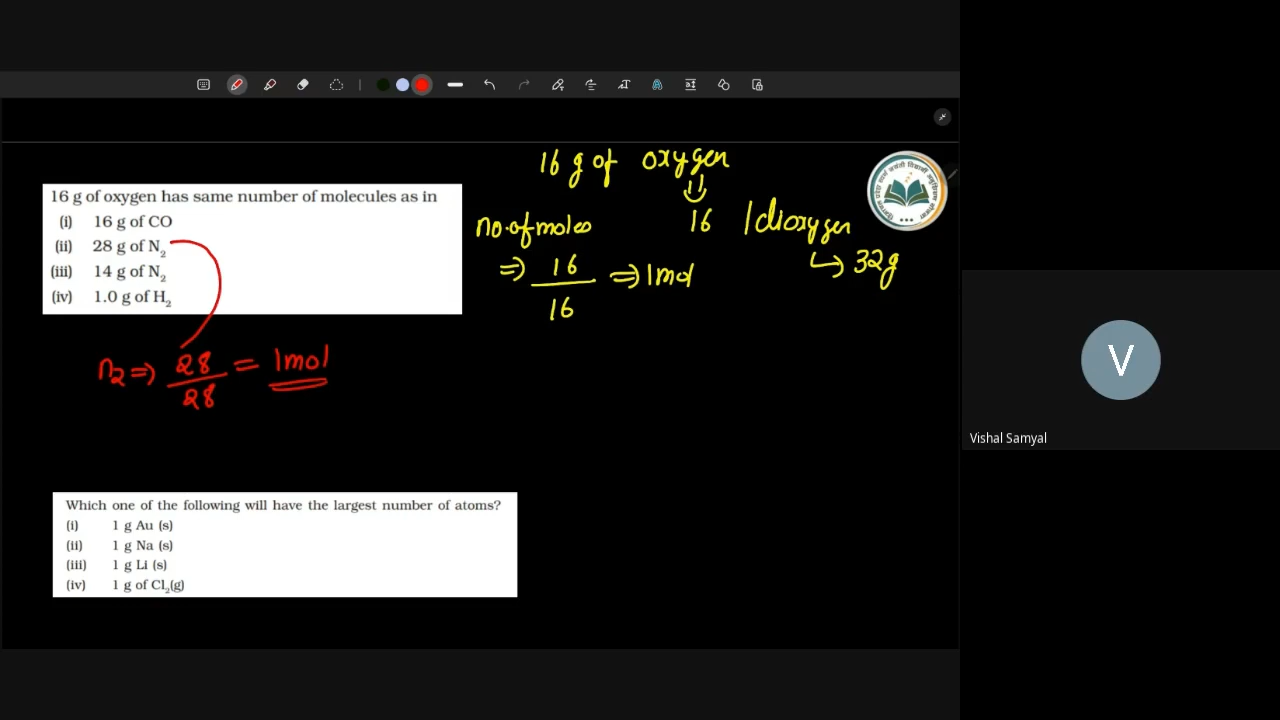 16 g of oxygen has same number of molecules as in
(i) 16 g of CO
(ii) 28 g of N₂
(iii) 14 g of N₂
(iv) 1.0 g of H₂
16 g of oxygen
no. of moles 16 / dioxygen
⇒ 16/16 ⇒ 1 mol ↳ 32g
n₂ ⇒ 28/28 = 1mol
Which one of the following will have the largest number of atoms?
(i) 1 g Au (s)
(ii) 1 g Na (s)
(iii) 1 g Li (s)
(iv) 1 g of Cl₂(g)
V
Vishal Samyal